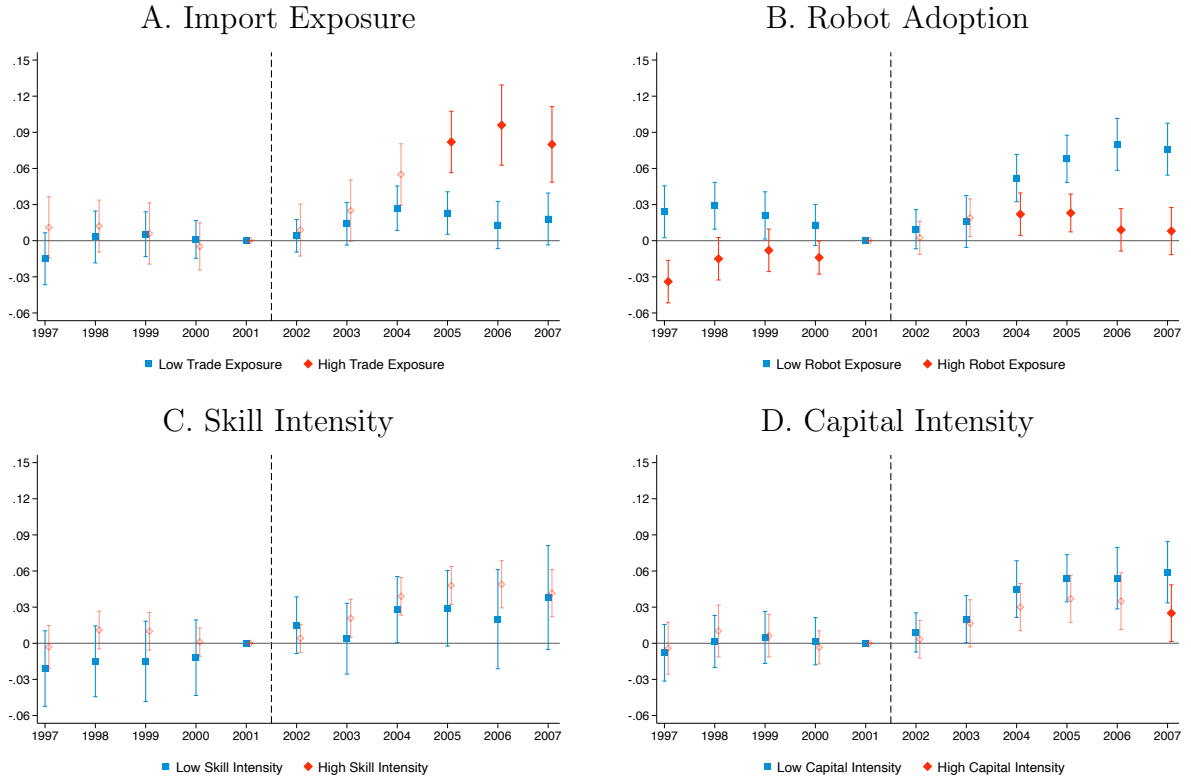 A. Import Exposure
.15
.12
.09
.06
.03
0
-.03
-.06
1997 1998 1999 2000 2001 2002 2003 2004 2005 2006 2007
Low Trade Exposure High Trade Exposure
B. Robot Adoption
.15
.12
.09
.06
.03
0
-.03
-.06
1997 1998 1999 2000 2001 2002 2003 2004 2005 2006 2007
Low Robot Exposure High Robot Exposure
C. Skill Intensity
.15
.12
.09
.06
.03
0
-.03
-.06
1997 1998 1999 2000 2001 2002 2003 2004 2005 2006 2007
Low Skill Intensity High Skill Intensity
D. Capital Intensity
.15
.12
.09
.06
.03
0
-.03
-.06
1997 1998 1999 2000 2001 2002 2003 2004 2005 2006 2007
Low Capital Intensity High Capital Intensity